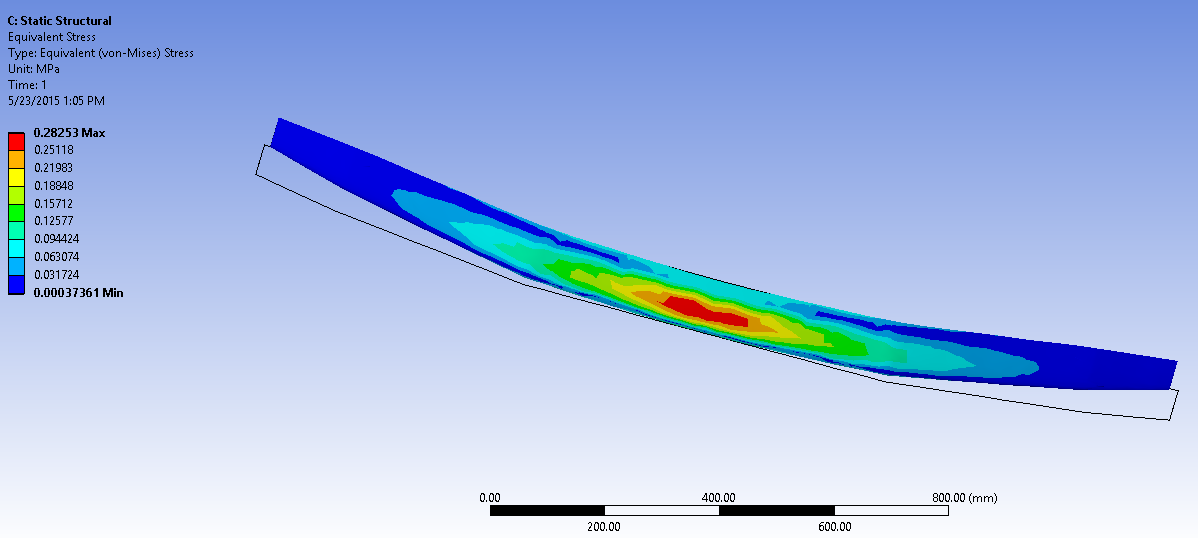 C: Static Structural
Equivalent Stress
Type: Equivalent (von-Mises) Stress
Unit: MPa
Time: 1
5/23/2015 1:05 PM
0.28253 Max
0.25118
0.21983
0.18848
0.15712
0.12577
0.094424
0.063074
0.031724
0.00037361 Min
0.00 400.00 800.00 (mm)
200.00 600.00